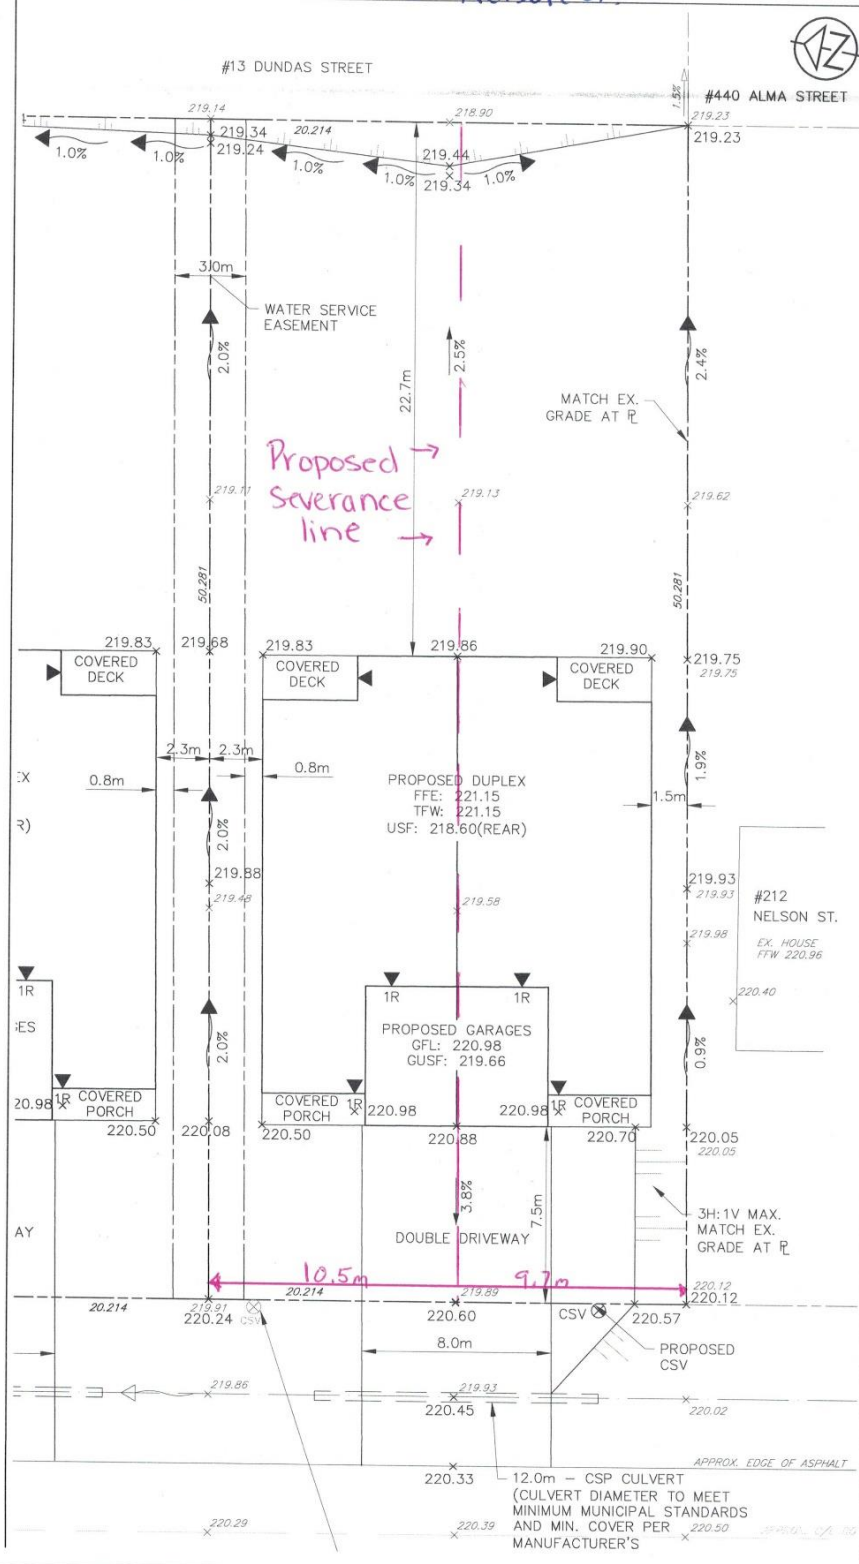 #13 DUNDAS STREET
#440 ALMA STREET
1.5%
219.14
218.90
219.23
219.34
20.214
219.23
219.24
219.44
1.0%
1.0%
1.0%
1.0%
219.34
1.0%
3.0m
WATER SERVICE
EASEMENT
2.0%
2.5%
2.4%
22.7m
MATCH EX.
GRADE AT PL
Proposed
severance
line
219.11
219.13
219.62
50.281
50.281
219.83
219.68
219.83
219.86
219.90
219.75
219.75
COVERED
DECK
COVERED
DECK
COVERED
DECK
2.3m
2.3m
0.8m
0.8m
EX
R)
PROPOSED DUPLEX
FFE: 221.15
TFW: 221.15
USF: 218.60(REAR)
1.9%
1.5m
2.0%
219.88
219.48
219.58
219.93
219.93
219.98
#212
NELSON ST.
EX. HOUSE
FFW 220.96
220.40
1R
1R
1R
ES
PROPOSED GARAGES
GFL: 220.98
GUSF: 219.66
2.0%
0.9%
20.98
1R
COVERED
PORCH
COVERED
PORCH
1R
220.98
220.98
1R
COVERED
PORCH
220.50
220.08
220.50
220.88
220.70
220.05
220.05
3.8%
7.5m
AY
DOUBLE DRIVEWAY
3H:1V MAX.
MATCH EX.
GRADE AT PL
10.5m
9.7m
20.214
219.91
20.214
219.89
220.12
220.24
CSV
220.60
CSV
220.57
220.12
8.0m
PROPOSED
CSV
219.86
219.93
220.45
220.02
220.33
APPROX. EDGE OF ASPHALT
12.0m – CSP CULVERT
(CULVERT DIAMETER TO MEET
MINIMUM MUNICIPAL STANDARDS
AND MIN. COVER PER
MANUFACTURER'S
220.29
220.39
220.50